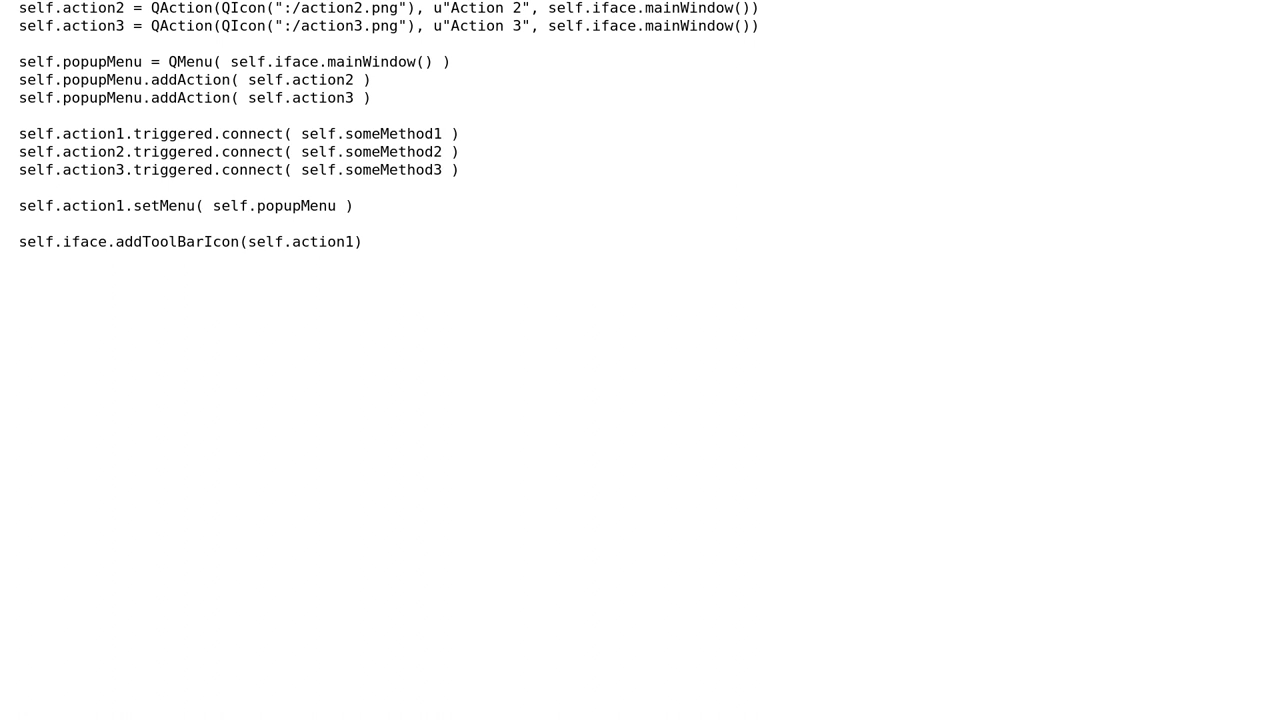 self.action2 = QAction(QIcon(":/action2.png"), u"Action 2", self.iface.mainWindow())
self.action3 = QAction(QIcon(":/action3.png"), u"Action 3", self.iface.mainWindow())
self.popupMenu = QMenu( self.iface.mainWindow() )
self.popupMenu.addAction( self.action2 )
self.popupMenu.addAction( self.action3 )
self.action1.triggered.connect( self.someMethod1 )
self.action2.triggered.connect( self.someMethod2 )
self.action3.triggered.connect( self.someMethod3 )
self.action1.setMenu( self.popupMenu )
self.iface.addToolBarIcon(self.action1)